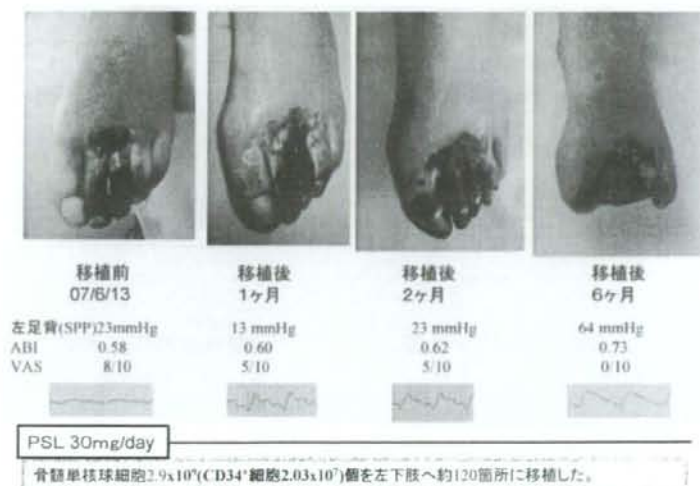 移植前 移植後 移植後 移植後
07/6/13 1ヶ月 2ヶ月 6ヶ月
左足背(SPP)23mmHg 13 mmHg 23 mmHg 64 mmHg
ABI 0.58 0.60 0.62 0.73
VAS 8/10 5/10 5/10 0/10
PSL 30mg/day
骨髄単核球細胞2.9x10⁹(CD34⁺細胞2.03x10⁷)個を左下肢へ約120箇所に移植した。